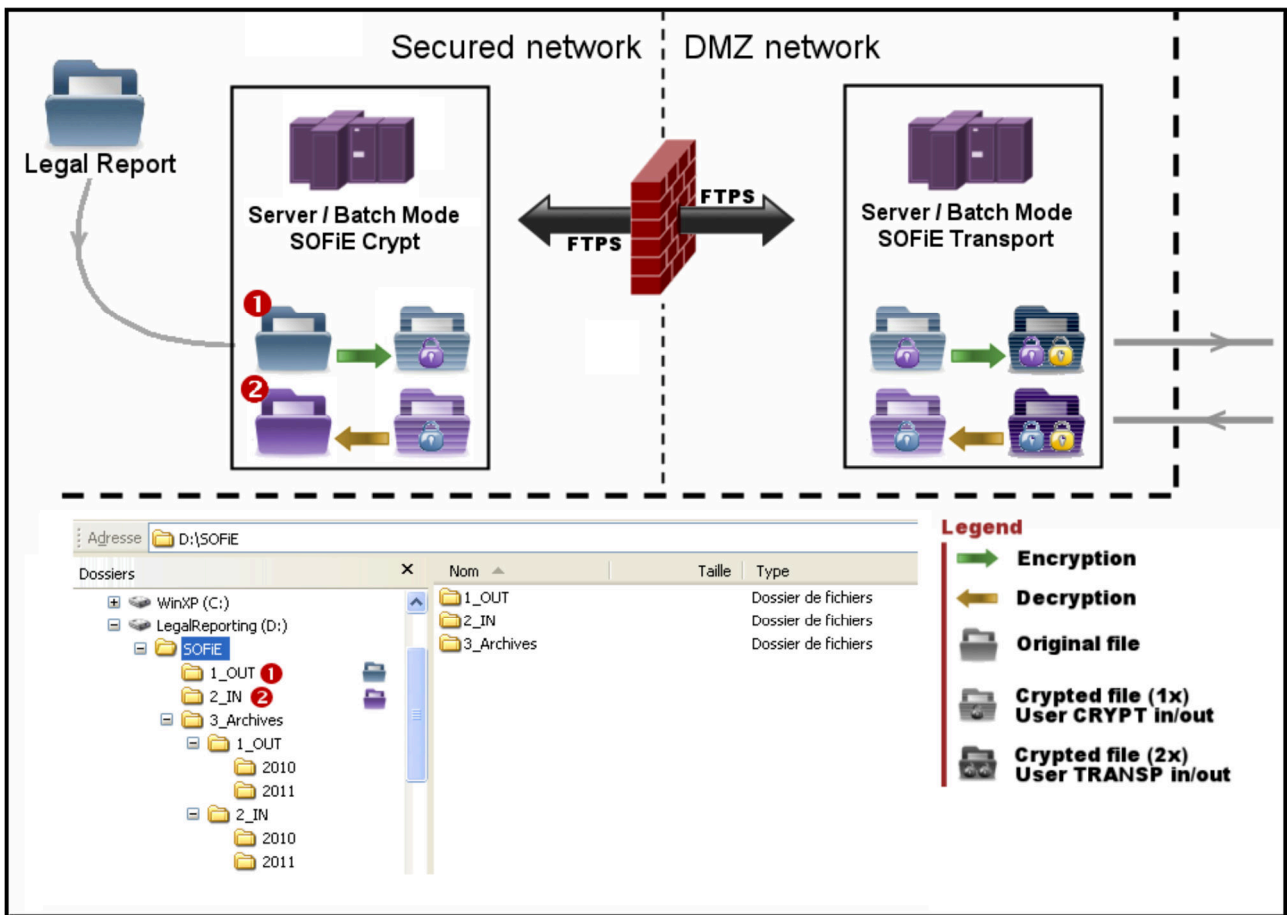 Secured network
DMZ network
Legal Report
Server / Batch Mode
SOFiE Crypt
FTPS
FTPS
Server / Batch Mode
SOFiE Transport
1
2
Adresse D:\SOFiE
Dossiers
Nom Taille Type
WinXP (C:)
LegalReporting (D:)
SOFiE
1_OUT 1
2_IN 2
3_Archives
1_OUT
2010
2011
2_IN
2010
2011
1_OUT Dossier de fichiers
2_IN Dossier de fichiers
3_Archives Dossier de fichiers
Legend
Encryption
Decryption
Original file
Crypted file (1x)
User CRYPT in/out
Crypted file (2x)
User TRANSP in/out